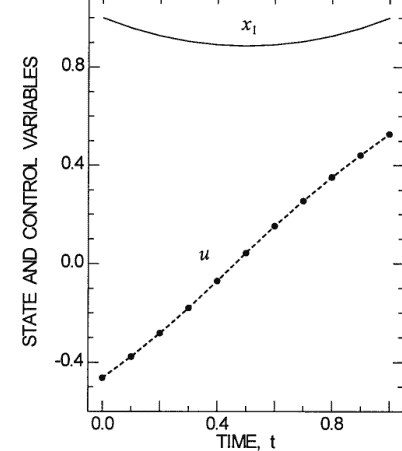 x₁
0.8
0.4
0.0
-0.4
STATE AND CONTROL VARIABLES
u
0.0 0.4 0.8
TIME, t